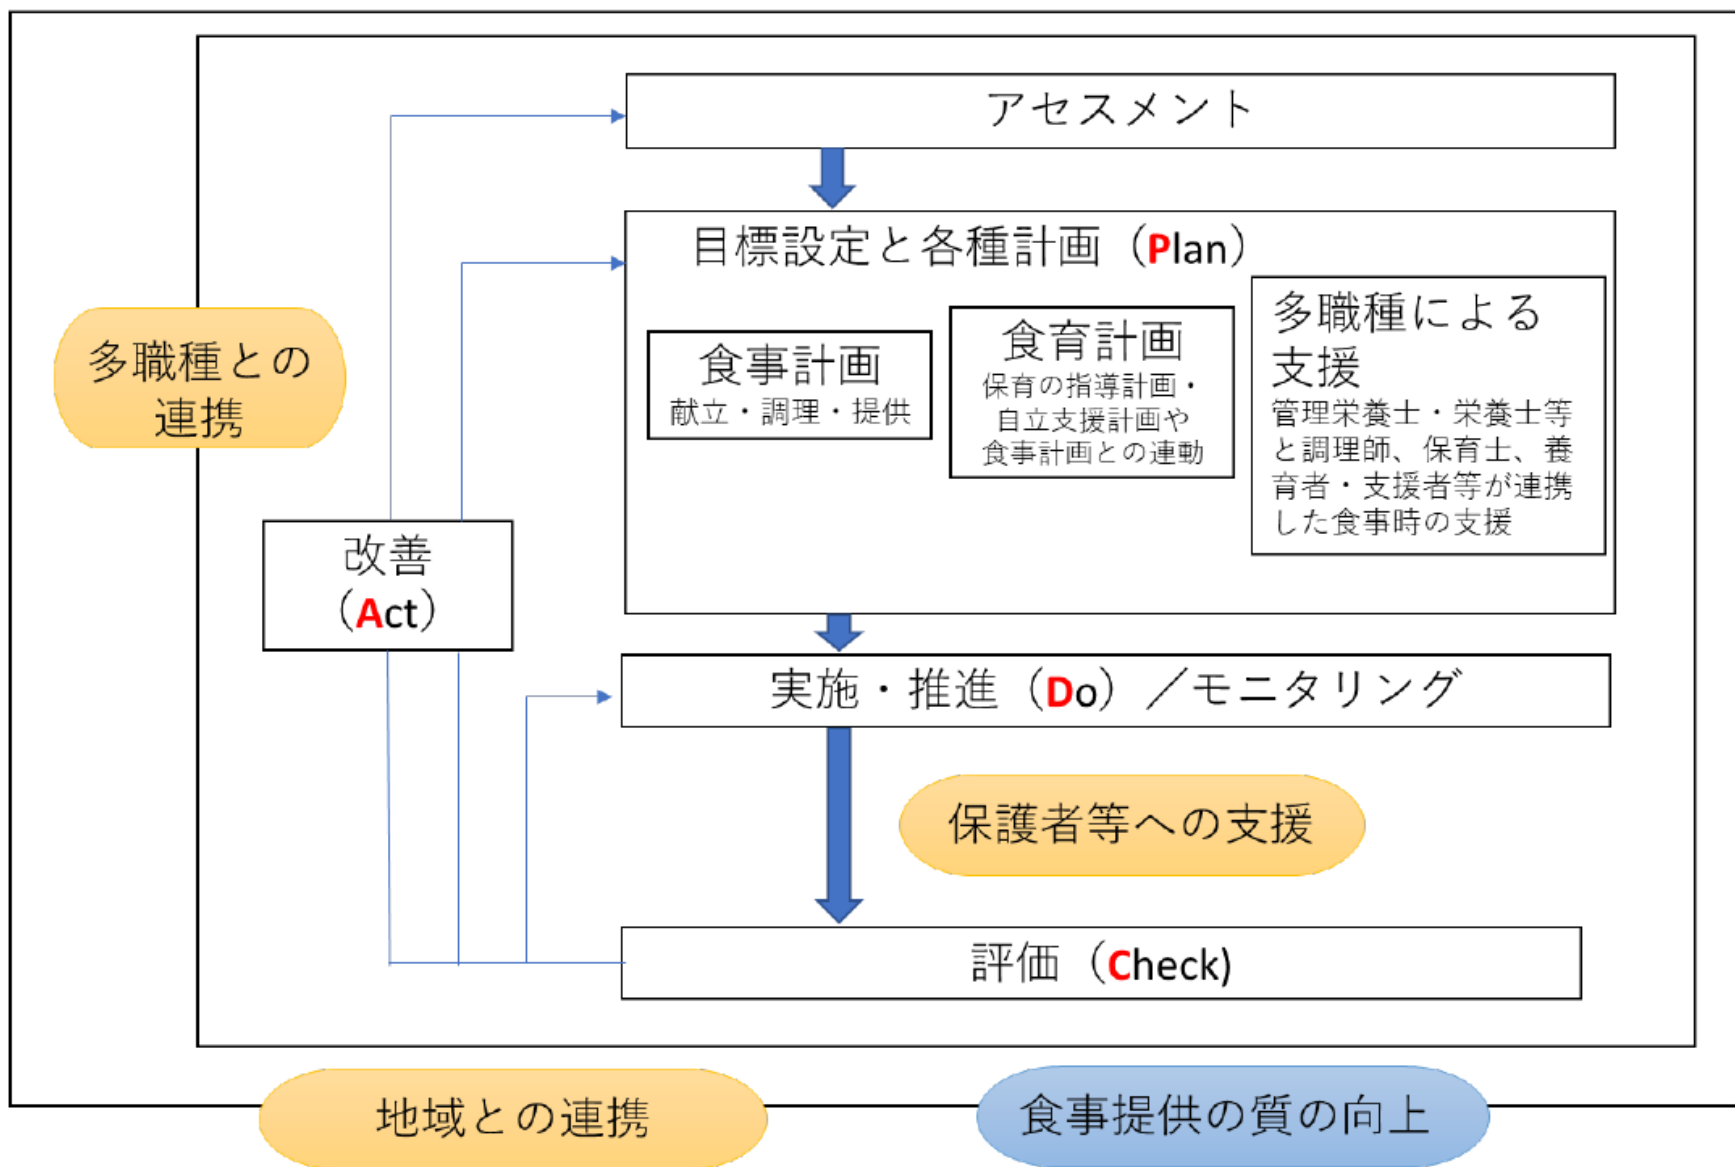 アセスメント
目標設定と各種計画（Plan）
食事計画
献立・調理・提供
食育計画
保育の指導計画・
自立支援計画や
食事計画との連動
多職種による
支援
管理栄養士・栄養士等
と調理師、保育士、養
育者・支援者等が連携
した食事時の支援
多職種との
連携
改善
（Act）
実施・推進（Do）／モニタリング
保護者等への支援
評価（Check)
地域との連携
食事提供の質の向上